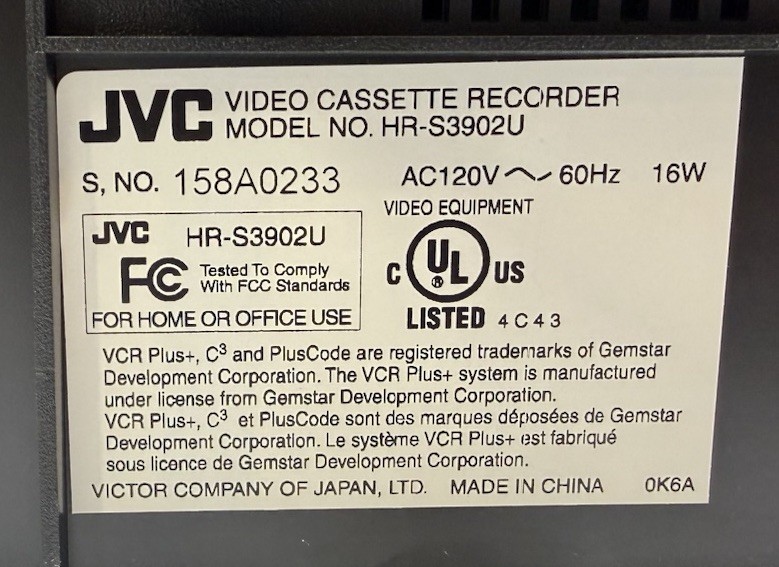 JVC VIDEO CASSETTE RECORDER
MODEL NO. HR-S3902U
S, NO. 158A0233 AC120V ~ 60Hz 16W
VIDEO EQUIPMENT
JVC HR-S3902U
FC Tested To Comply
With FCC Standards
FOR HOME OR OFFICE USE
C UL ® US
LISTED 4C43
VCR Plus+, C³ and PlusCode are registered trademarks of Gemstar
Development Corporation. The VCR Plus+ system is manufactured
under license from Gemstar Development Corporation.
VCR Plus+, C³ et PlusCode sont des marques déposées de Gemstar
Development Corporation. Le système VCR Plus+ est fabriqué
sous licence de Gemstar Development Corporation.
VICTOR COMPANY OF JAPAN, LTD. MADE IN CHINA 0K6A